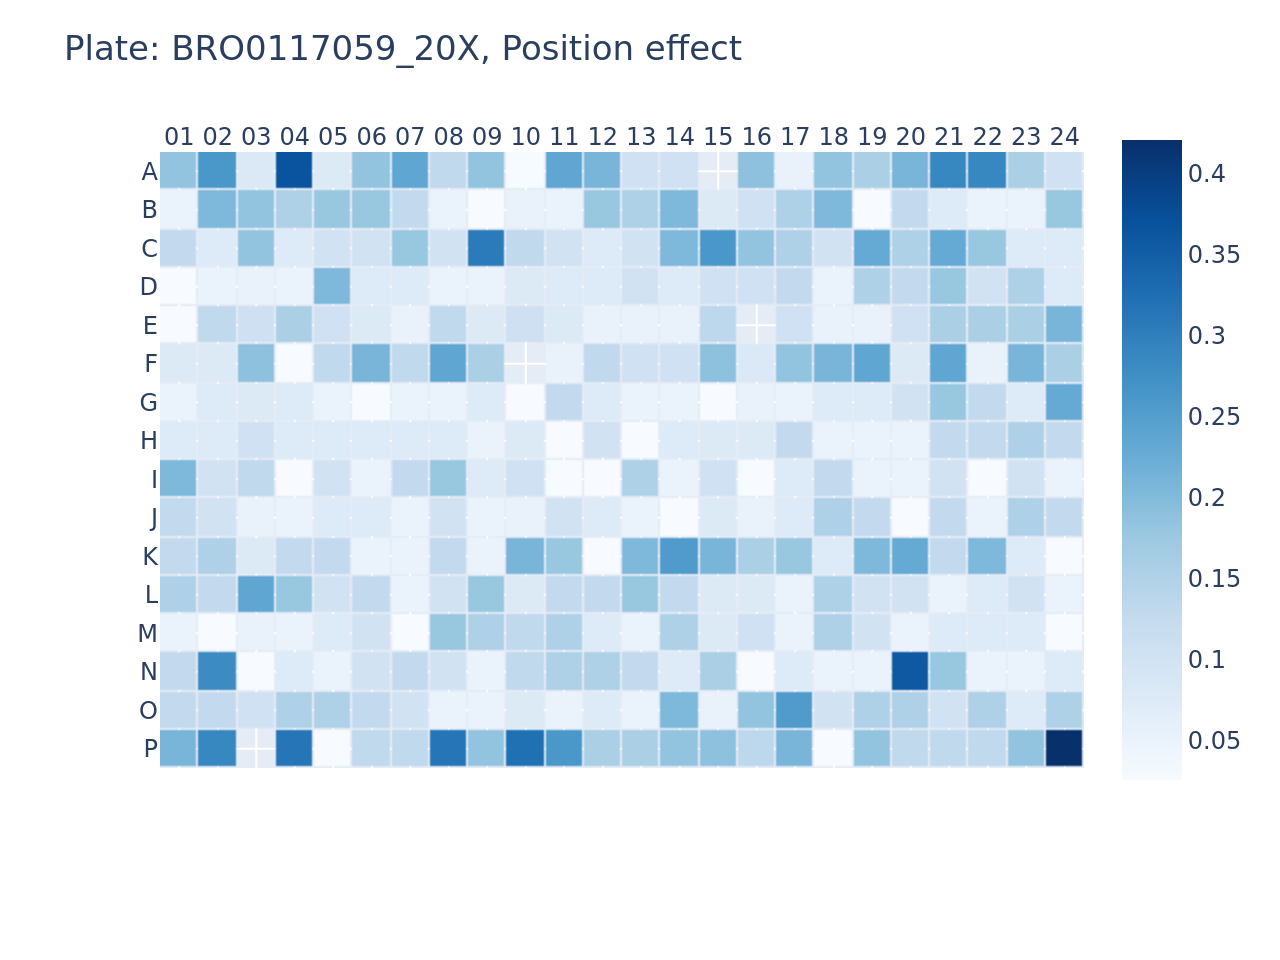 Plate: BRO0117059_20X, Position effect
01 02 03 04 05 06 07 08 09 10 11 12 13 14 15 16 17 18 19 20 21 22 23 24
A
B
C
D
E
F
G
H
I
J
K
L
M
N
O
P
0.4
0.35
0.3
0.25
0.2
0.15
0.1
0.05